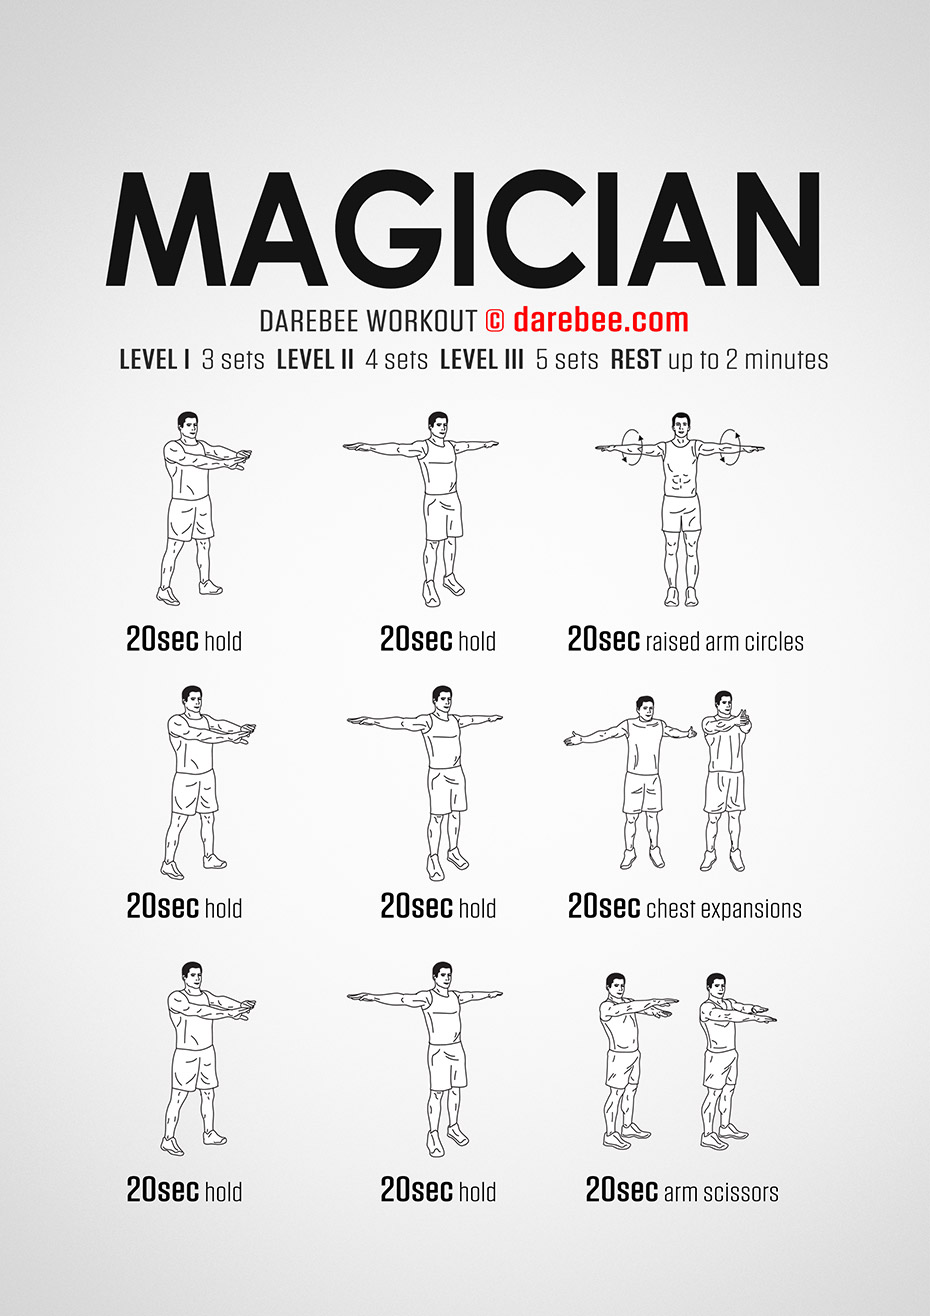 MAGICIAN
DAREBEE WORKOUT © darebee.com
LEVEL I 3 sets LEVEL II 4 sets LEVEL III 5 sets REST up to 2 minutes
20sec hold
20sec hold
20sec raised arm circles
20sec hold
20sec hold
20sec chest expansions
20sec hold
20sec hold
20sec arm scissors